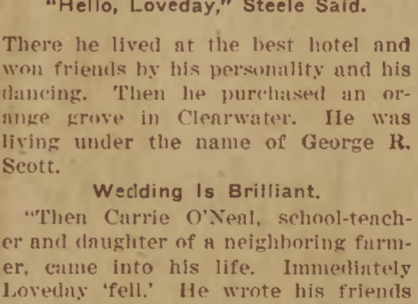 "Hello, Loveday," Steele Said.
There he lived at the best hotel and
won friends by his personality and his
dancing. Then he purchased an or-
ange grove in Clearwater. He was
living under the name of George R.
Scott.
Wedding Is Brilliant.
"Then Carrie O'Neal, school-teach-
er and daughter of a neighboring farm-
er, came into his life. Immediately
Loveday 'fell.' He wrote his friends